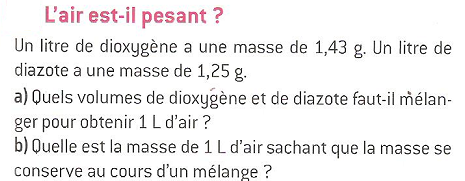 L'air est-il pesant ?
Un litre de dioxygène a une masse de 1,43 g. Un litre de
diazote a une masse de 1,25 g.
a) Quels volumes de dioxygène et de diazote faut-il mélan-
ger pour obtenir 1 L d'air ?
b) Quelle est la masse de 1 L d'air sachant que la masse se
conserve au cours d'un mélange ?